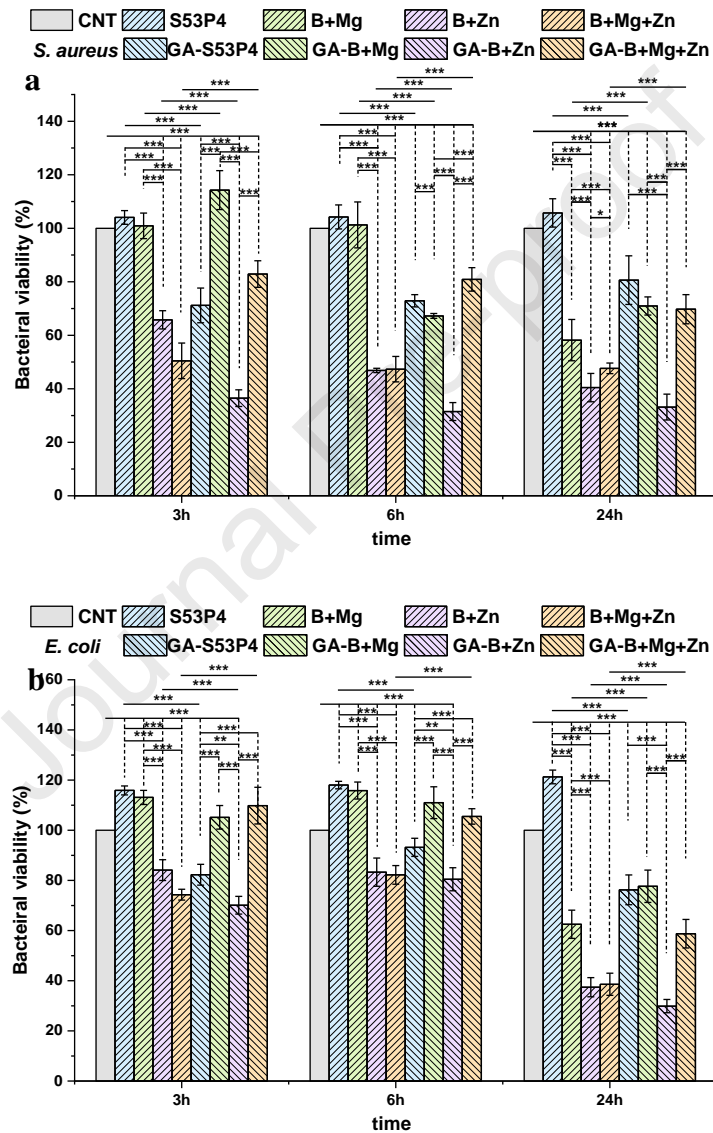 CNT S53P4 B+Mg B+Zn B+Mg+Zn
S. aureus GA-S53P4 GA-B+Mg GA-B+Zn GA-B+Mg+Zn
a
Bacteiral viability (%)
140
120
100
80
60
40
20
0
3h 6h 24h
time
CNT S53P4 B+Mg B+Zn B+Mg+Zn
E. coli GA-S53P4 GA-B+Mg GA-B+Zn GA-B+Mg+Zn
b
Bacteiral viability (%)
160
140
120
100
80
60
40
20
0
3h 6h 24h
time